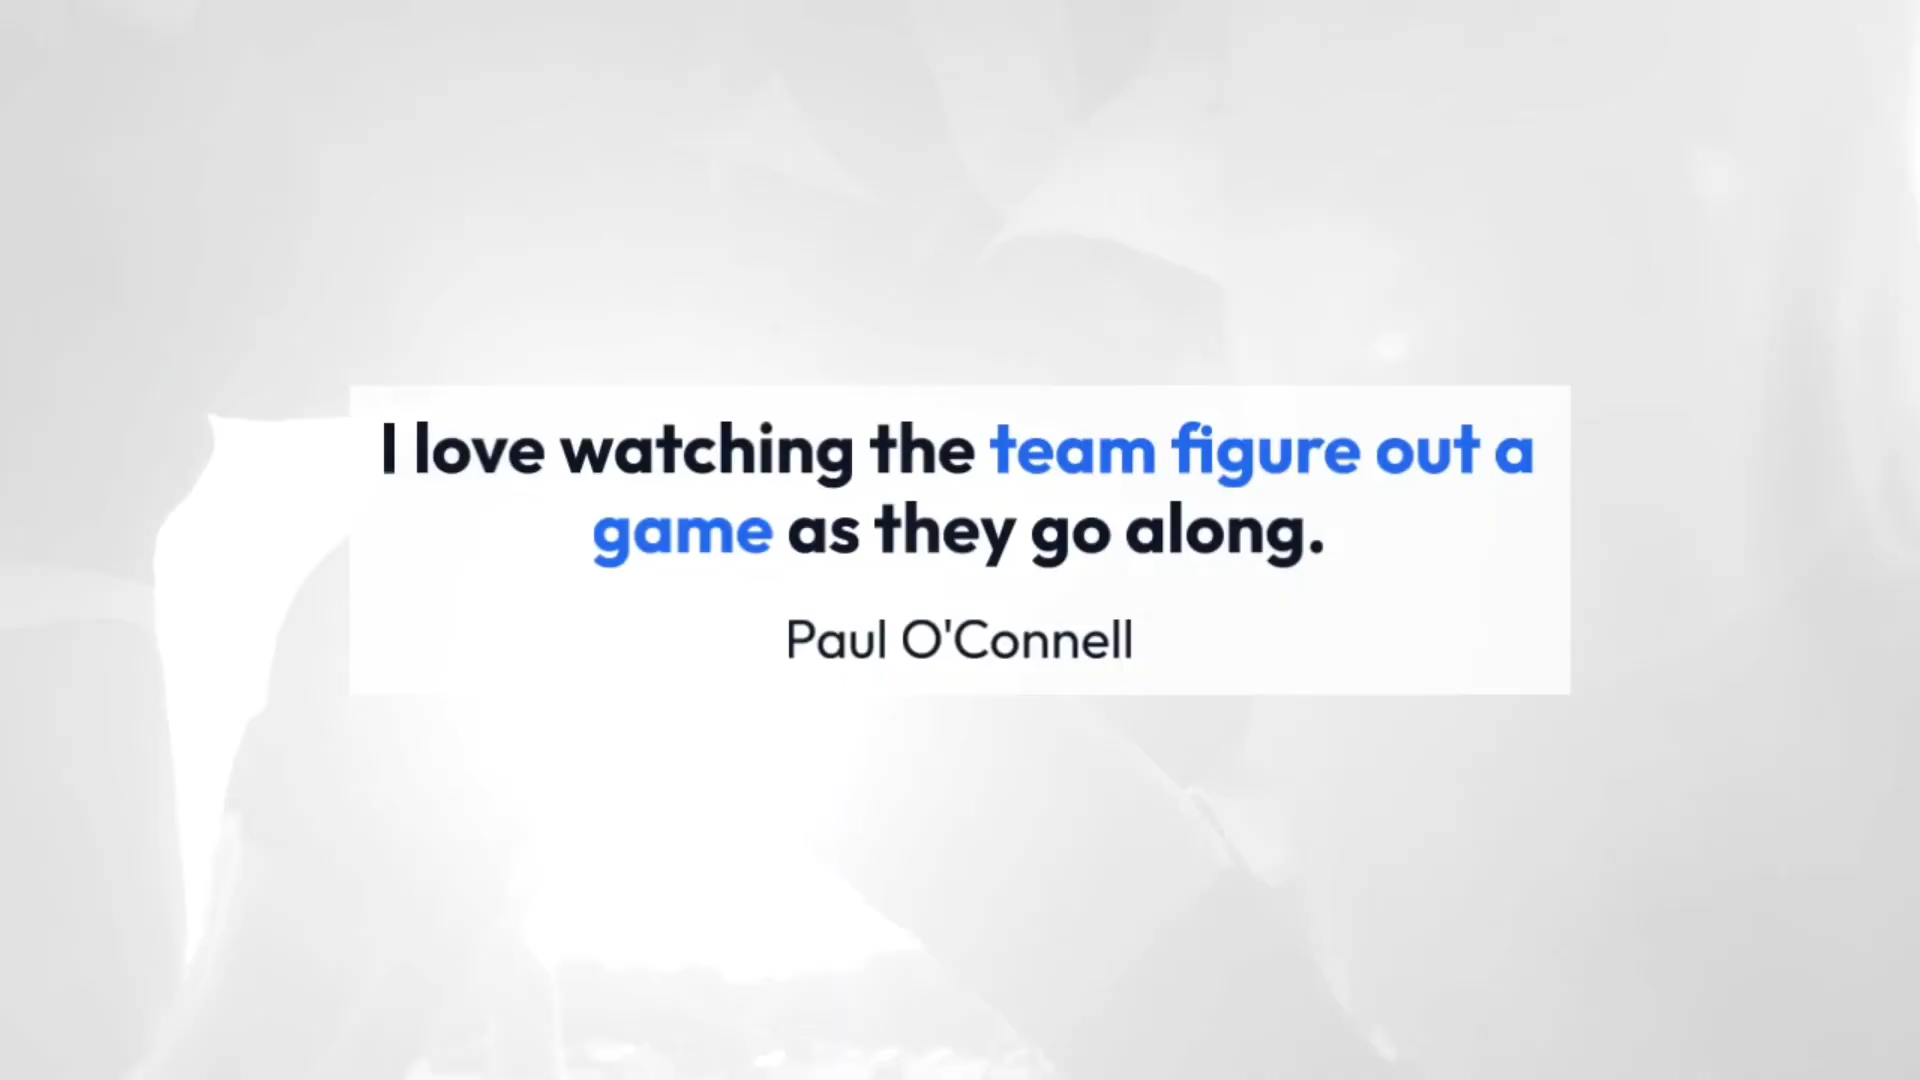 I love watching the team figure out a
game as they go along.
Paul O'Connell